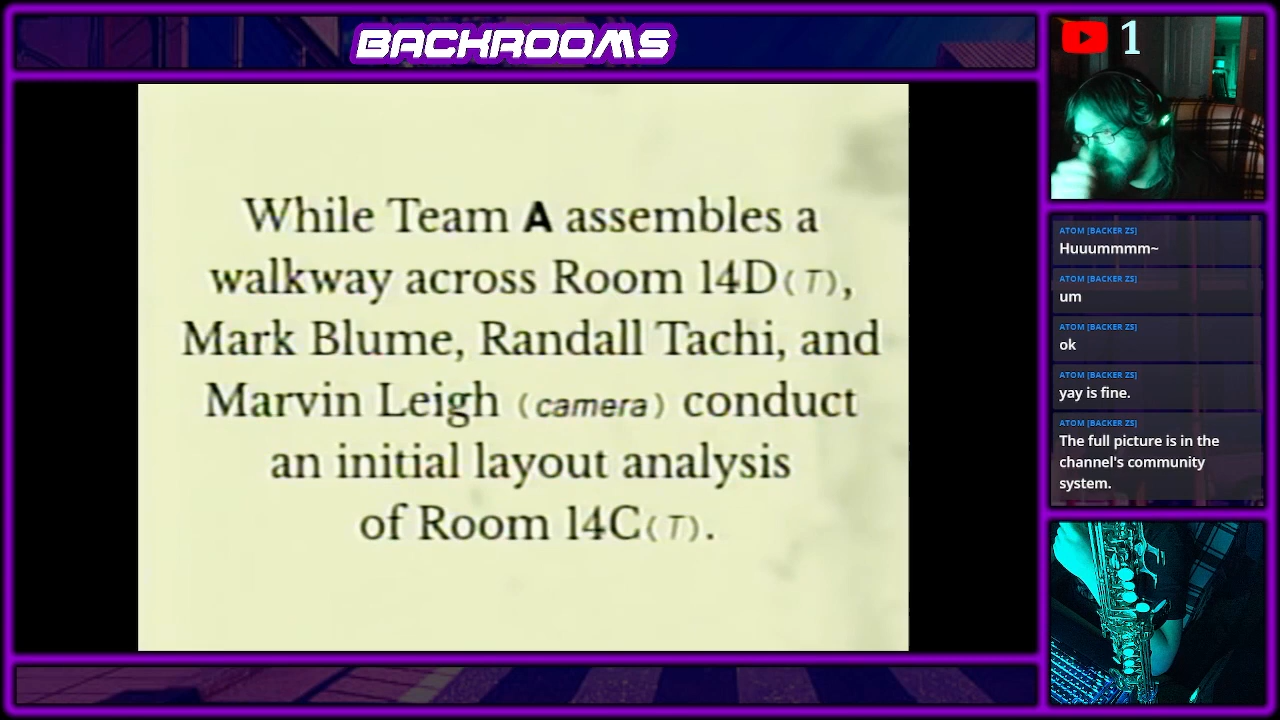 BACKROOMS
1
While Team A assembles a
walkway across Room 14D(T),
Mark Blume, Randall Tachi, and
Marvin Leigh (camera) conduct
an initial layout analysis
of Room 14C(T).
ATOM [BACKER ZS]
Huuummmm~
ATOM [BACKER ZS]
um
ATOM [BACKER ZS]
ok
ATOM [BACKER ZS]
yay is fine.
ATOM [BACKER ZS]
The full picture is in the
channel's community
system.